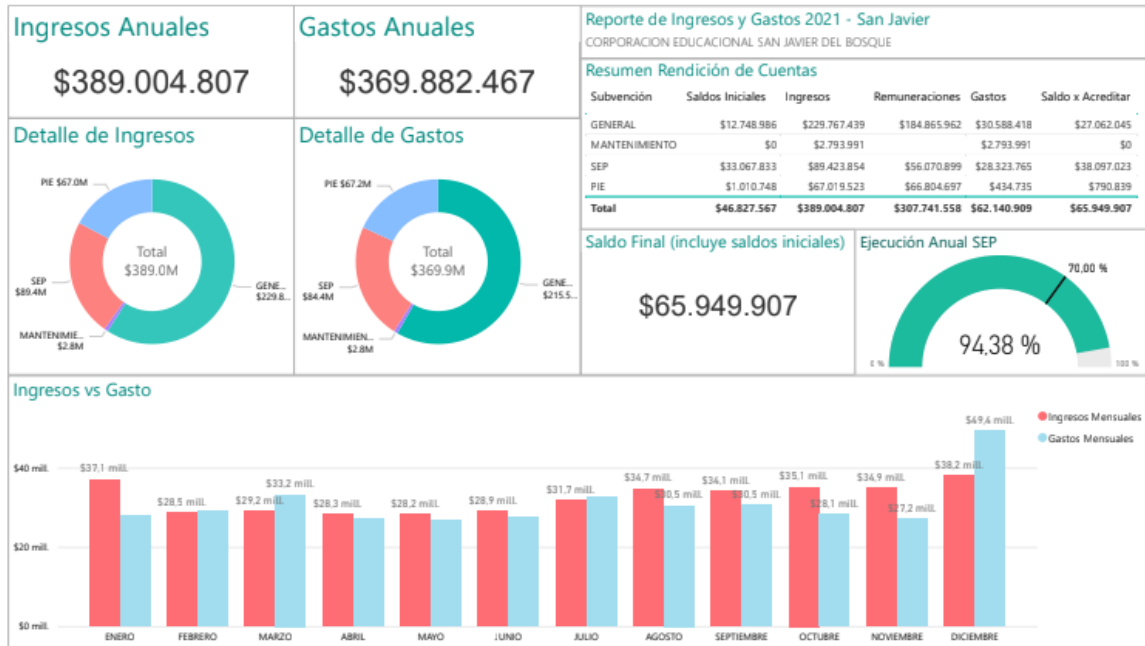 Ingresos Anuales
$389.004.807
Gastos Anuales
$369.882.467
Reporte de Ingresos y Gastos 2021 - San Javier
CORPORACION EDUCACIONAL SAN JAVIER DEL BOSQUE
Resumen Rendición de Cuentas
Subvención Saldos Iniciales Ingresos Remuneraciones Gastos Saldo x Acreditar
GENERAL $12.748.986 $229.767.439 $184.865.962 $30.588.418 $27.062.045
MANTENIMIENTO $0 $2.793.991 $2.793.991 $0
SEP $33.067.833 $89.423.854 $56.070.899 $28.323.765 $38.097.023
PIE $1.010.748 $67.019.523 $66.804.697 $434.735 $790.839
Total $46.827.567 $389.004.807 $307.741.558 $62.140.909 $65.949.907
Detalle de Ingresos
PIE $67.0M
SEP
$89.4M
MANTENIMIE...
$2.8M
GENE...
$229.8...
Total
$389.0M
Detalle de Gastos
PIE $67.2M
SEP
$84.4M
MANTENIMIEN...
$2.8M
GENE...
$215.5...
Total
$369.9M
Saldo Final (incluye saldos iniciales)
$65.949.907
Ejecución Anual SEP
70,00 %
94,38 %
0 %
100 %
Ingresos vs Gasto
Ingresos Mensuales
Gastos Mensuales
$40 mill.
$20 mill.
$0 mill.
$37,1 mill.
$28,5 mill.
$29,2 mill.
$33,2 mill.
$28,3 mill.
$28,2 mill.
$28,9 mill.
$31,7 mill.
$34,7 mill.
$30,5 mill.
$34,1 mill.
$30,5 mill.
$35,1 mill.
$28,1 mill.
$34,9 mill.
$27,2 mill.
$38,2 mill.
$49,4 mill.
ENERO FEBRERO MARZO ABRIL MAYO JUNIO JULIO AGOSTO SEPTIEMBRE OCTUBRE NOVIEMBRE DICIEMBRE